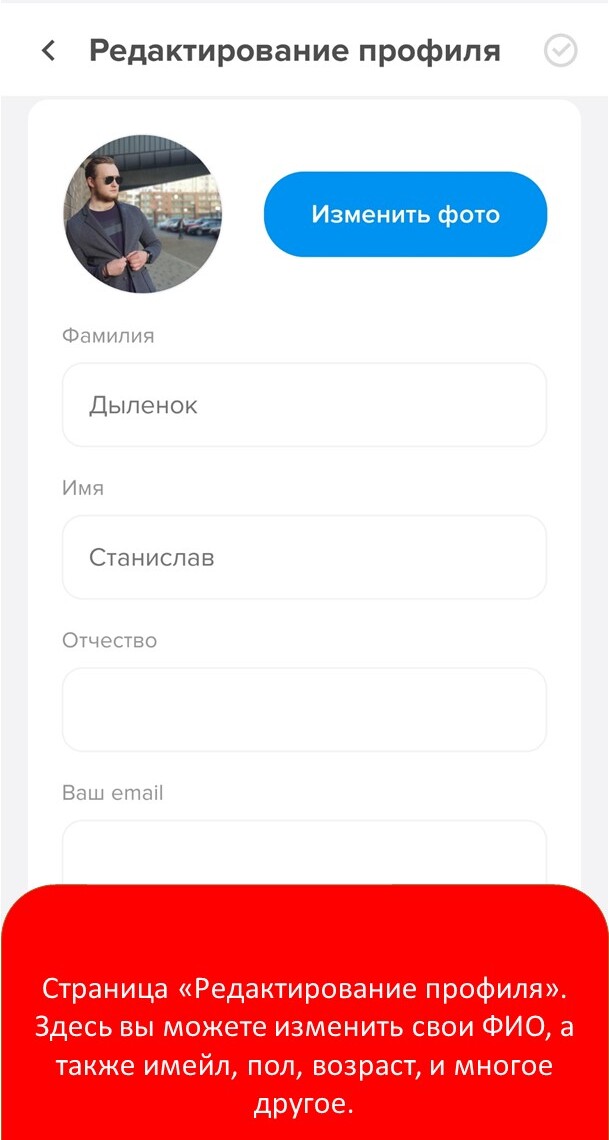 Редактирование профиля
Изменить фото
Фамилия
Дыленок
Имя
Станислав
Отчество
Ваш email
Страница «Редактирование профиля».
Здесь вы можете изменить свои ФИО, а
также имейл, пол, возраст, и многое
другое.